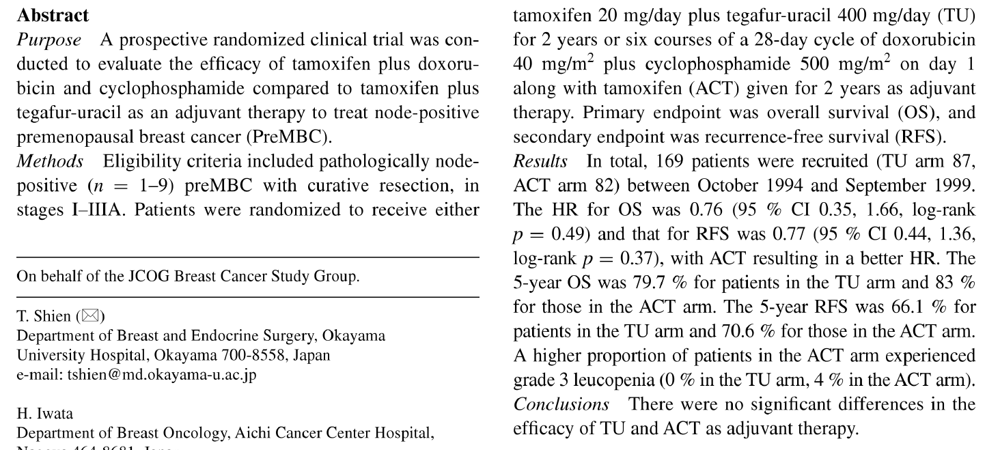 Abstract
Purpose A prospective randomized clinical trial was con-
ducted to evaluate the efficacy of tamoxifen plus doxoru-
bicin and cyclophosphamide compared to tamoxifen plus
tegafur-uracil as an adjuvant therapy to treat node-positive
premenopausal breast cancer (PreMBC).
Methods Eligibility criteria included pathologically node-
positive (n = 1–9) preMBC with curative resection, in
stages I–IIIA. Patients were randomized to receive either
On behalf of the JCOG Breast Cancer Study Group.
T. Shien (✉)
Department of Breast and Endocrine Surgery, Okayama
University Hospital, Okayama 700-8558, Japan
e-mail: tshien@md.okayama-u.ac.jp
H. Iwata
Department of Breast Oncology, Aichi Cancer Center Hospital,
tamoxifen 20 mg/day plus tegafur-uracil 400 mg/day (TU)
for 2 years or six courses of a 28-day cycle of doxorubicin
40 mg/m² plus cyclophosphamide 500 mg/m² on day 1
along with tamoxifen (ACT) given for 2 years as adjuvant
therapy. Primary endpoint was overall survival (OS), and
secondary endpoint was recurrence-free survival (RFS).
Results In total, 169 patients were recruited (TU arm 87,
ACT arm 82) between October 1994 and September 1999.
The HR for OS was 0.76 (95 % CI 0.35, 1.66, log-rank
p = 0.49) and that for RFS was 0.77 (95 % CI 0.44, 1.36,
log-rank p = 0.37), with ACT resulting in a better HR. The
5-year OS was 79.7 % for patients in the TU arm and 83 %
for those in the ACT arm. The 5-year RFS was 66.1 % for
patients in the TU arm and 70.6 % for those in the ACT arm.
A higher proportion of patients in the ACT arm experienced
grade 3 leucopenia (0 % in the TU arm, 4 % in the ACT arm).
Conclusions There were no significant differences in the
efficacy of TU and ACT as adjuvant therapy.